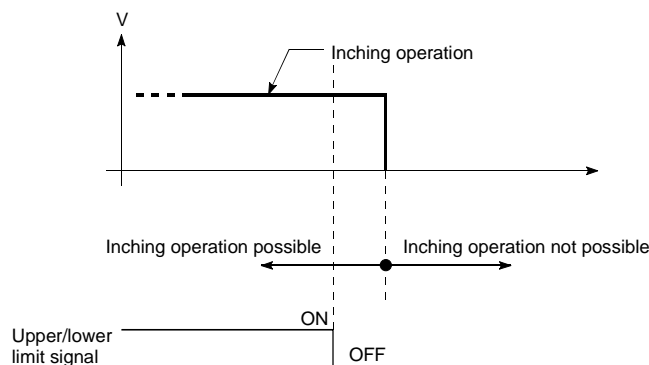 V
Inching operation
Inching operation possible
Inching operation not possible
ON
Upper/lower
limit signal
OFF